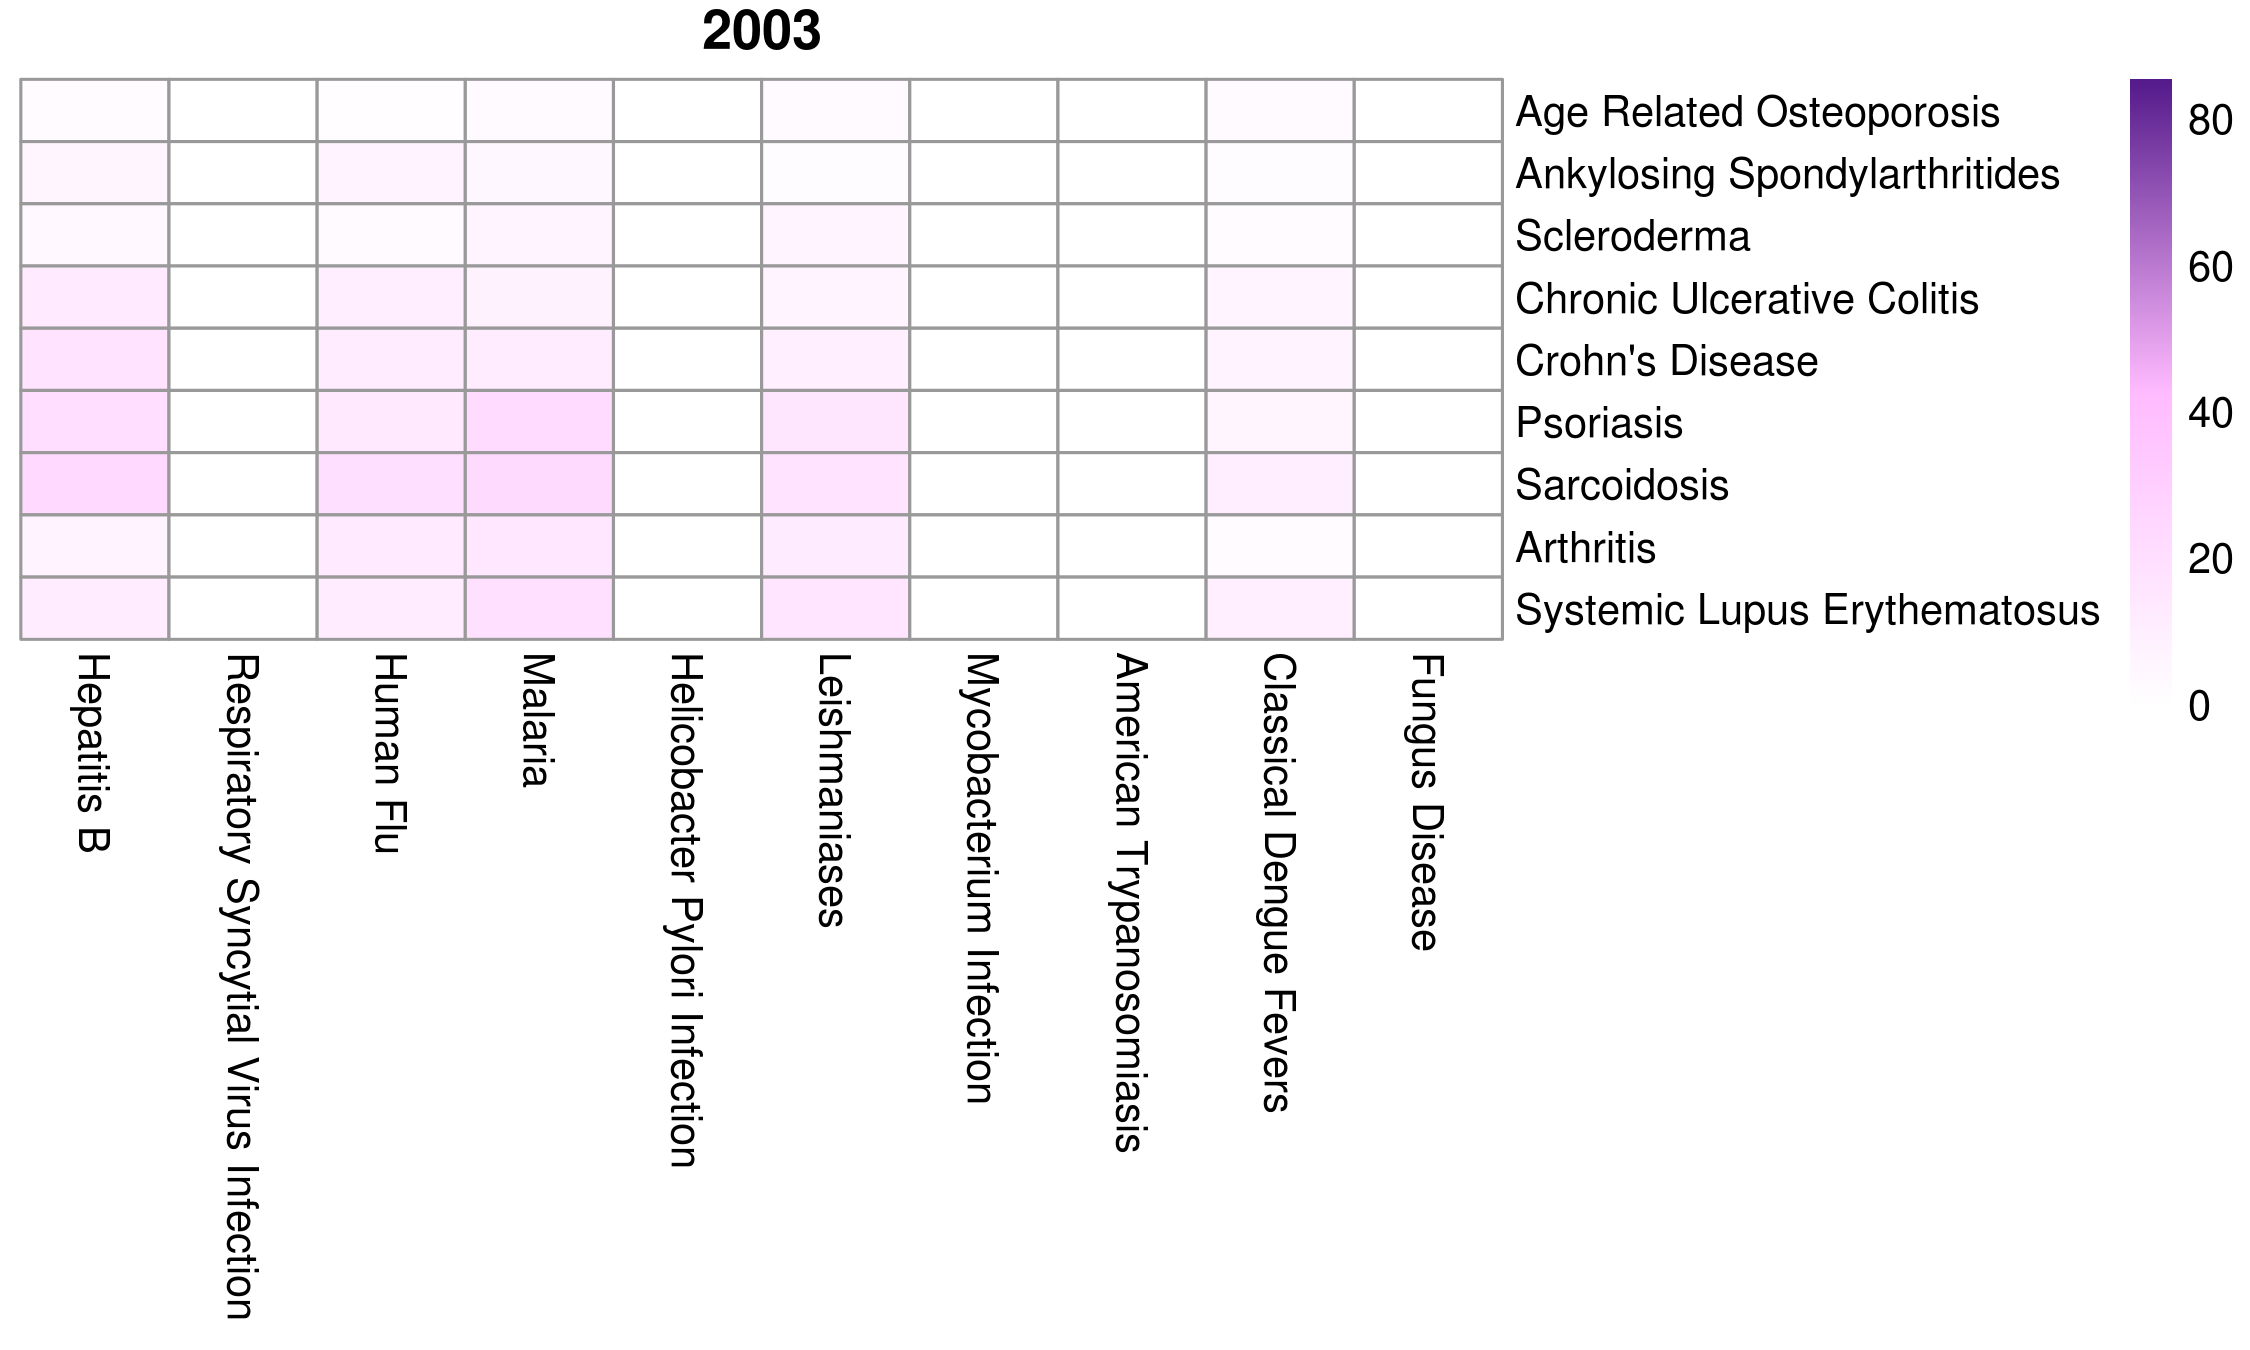 2003
Age Related Osteoporosis
Ankylosing Spondylarthritides
Scleroderma
Chronic Ulcerative Colitis
Crohn's Disease
Psoriasis
Sarcoidosis
Arthritis
Systemic Lupus Erythematosus
80
60
40
20
0
Hepatitis B
Respiratory Syncytial Virus Infection
Human Flu
Malaria
Helicobacter Pylori Infection
Leishmaniases
Mycobacterium Infection
American Trypanosomiasis
Classical Dengue Fevers
Fungus Disease